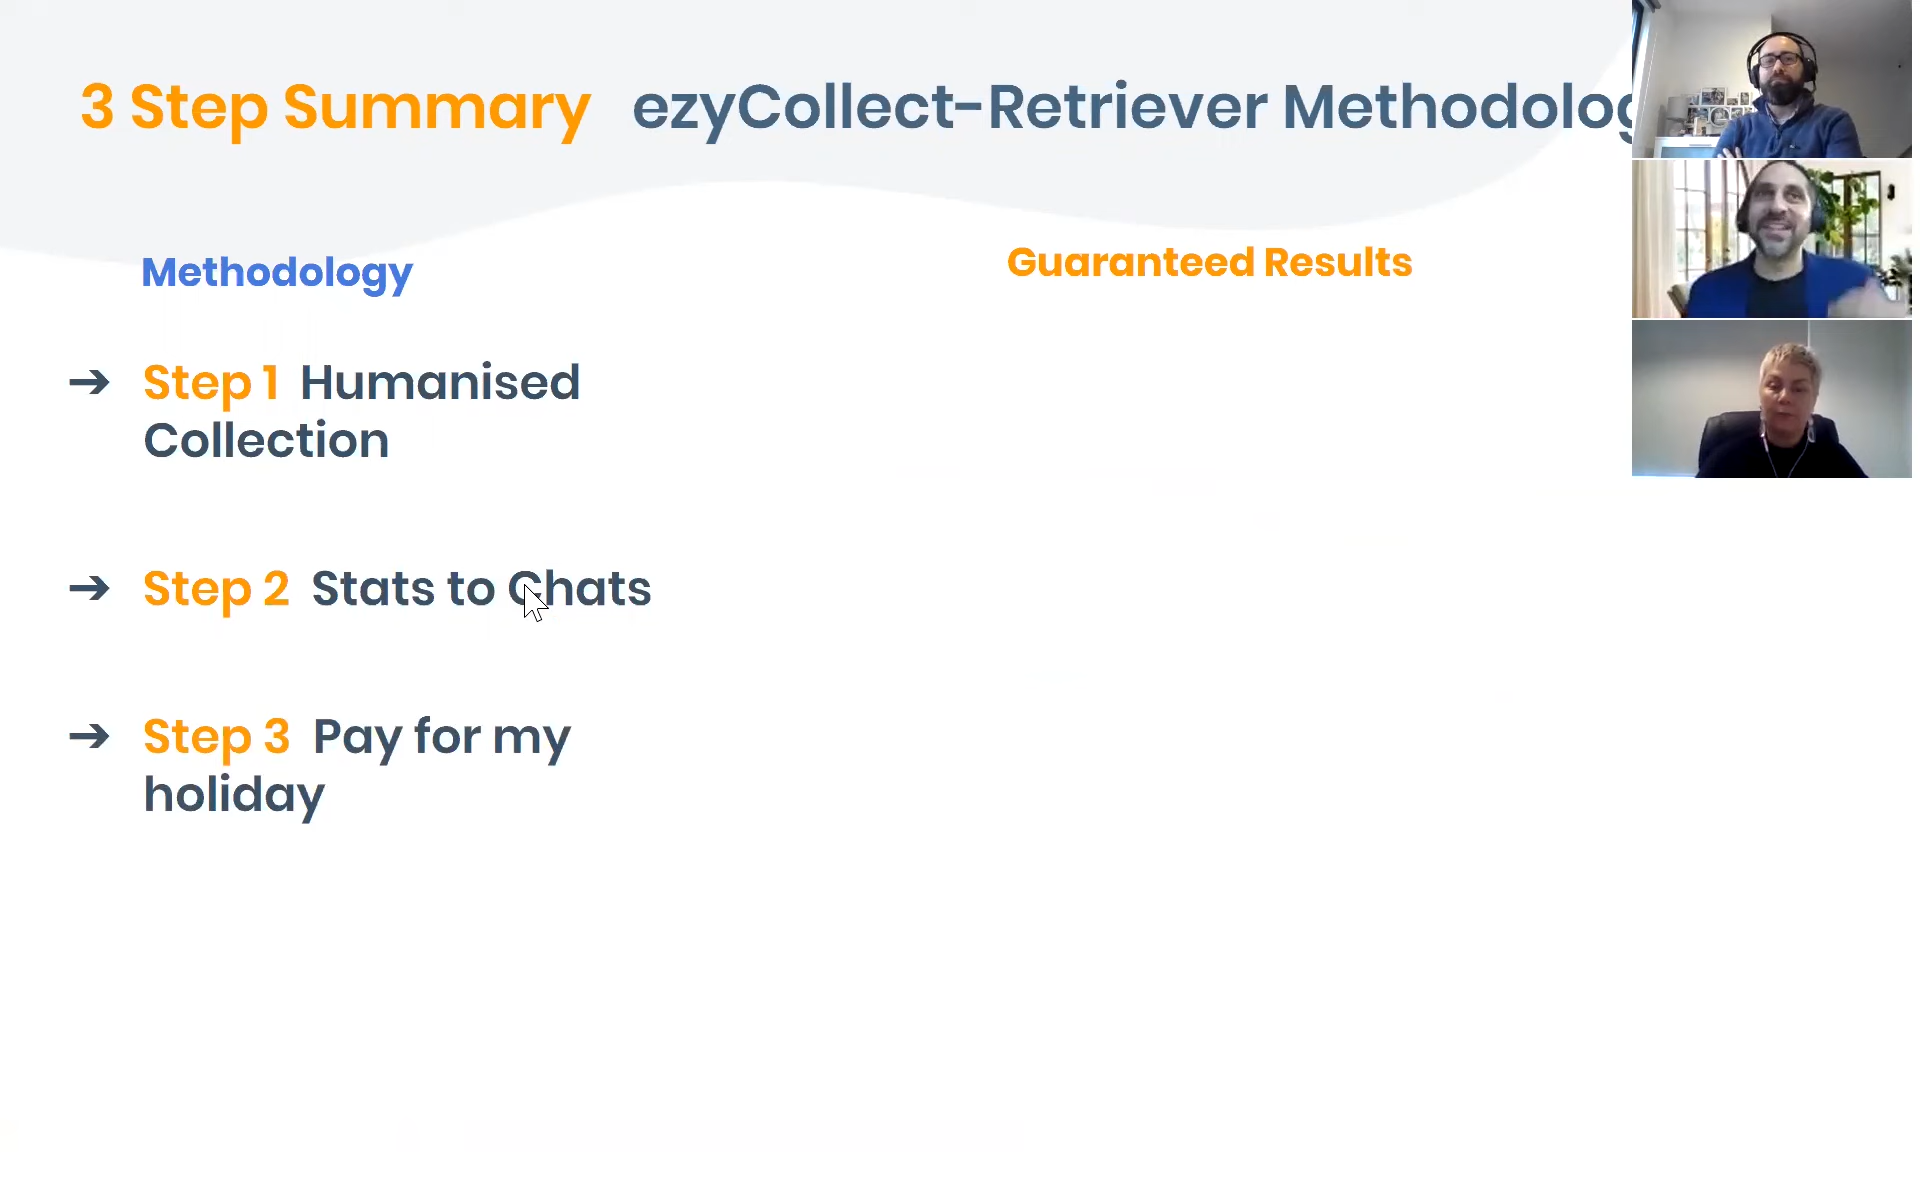 3 Step Summary ezyCollect-Retriever Methodolog
Methodology
Guaranteed Results
➔ Step 1 Humanised
Collection
➔ Step 2 Stats to Chats
➔ Step 3 Pay for my
holiday